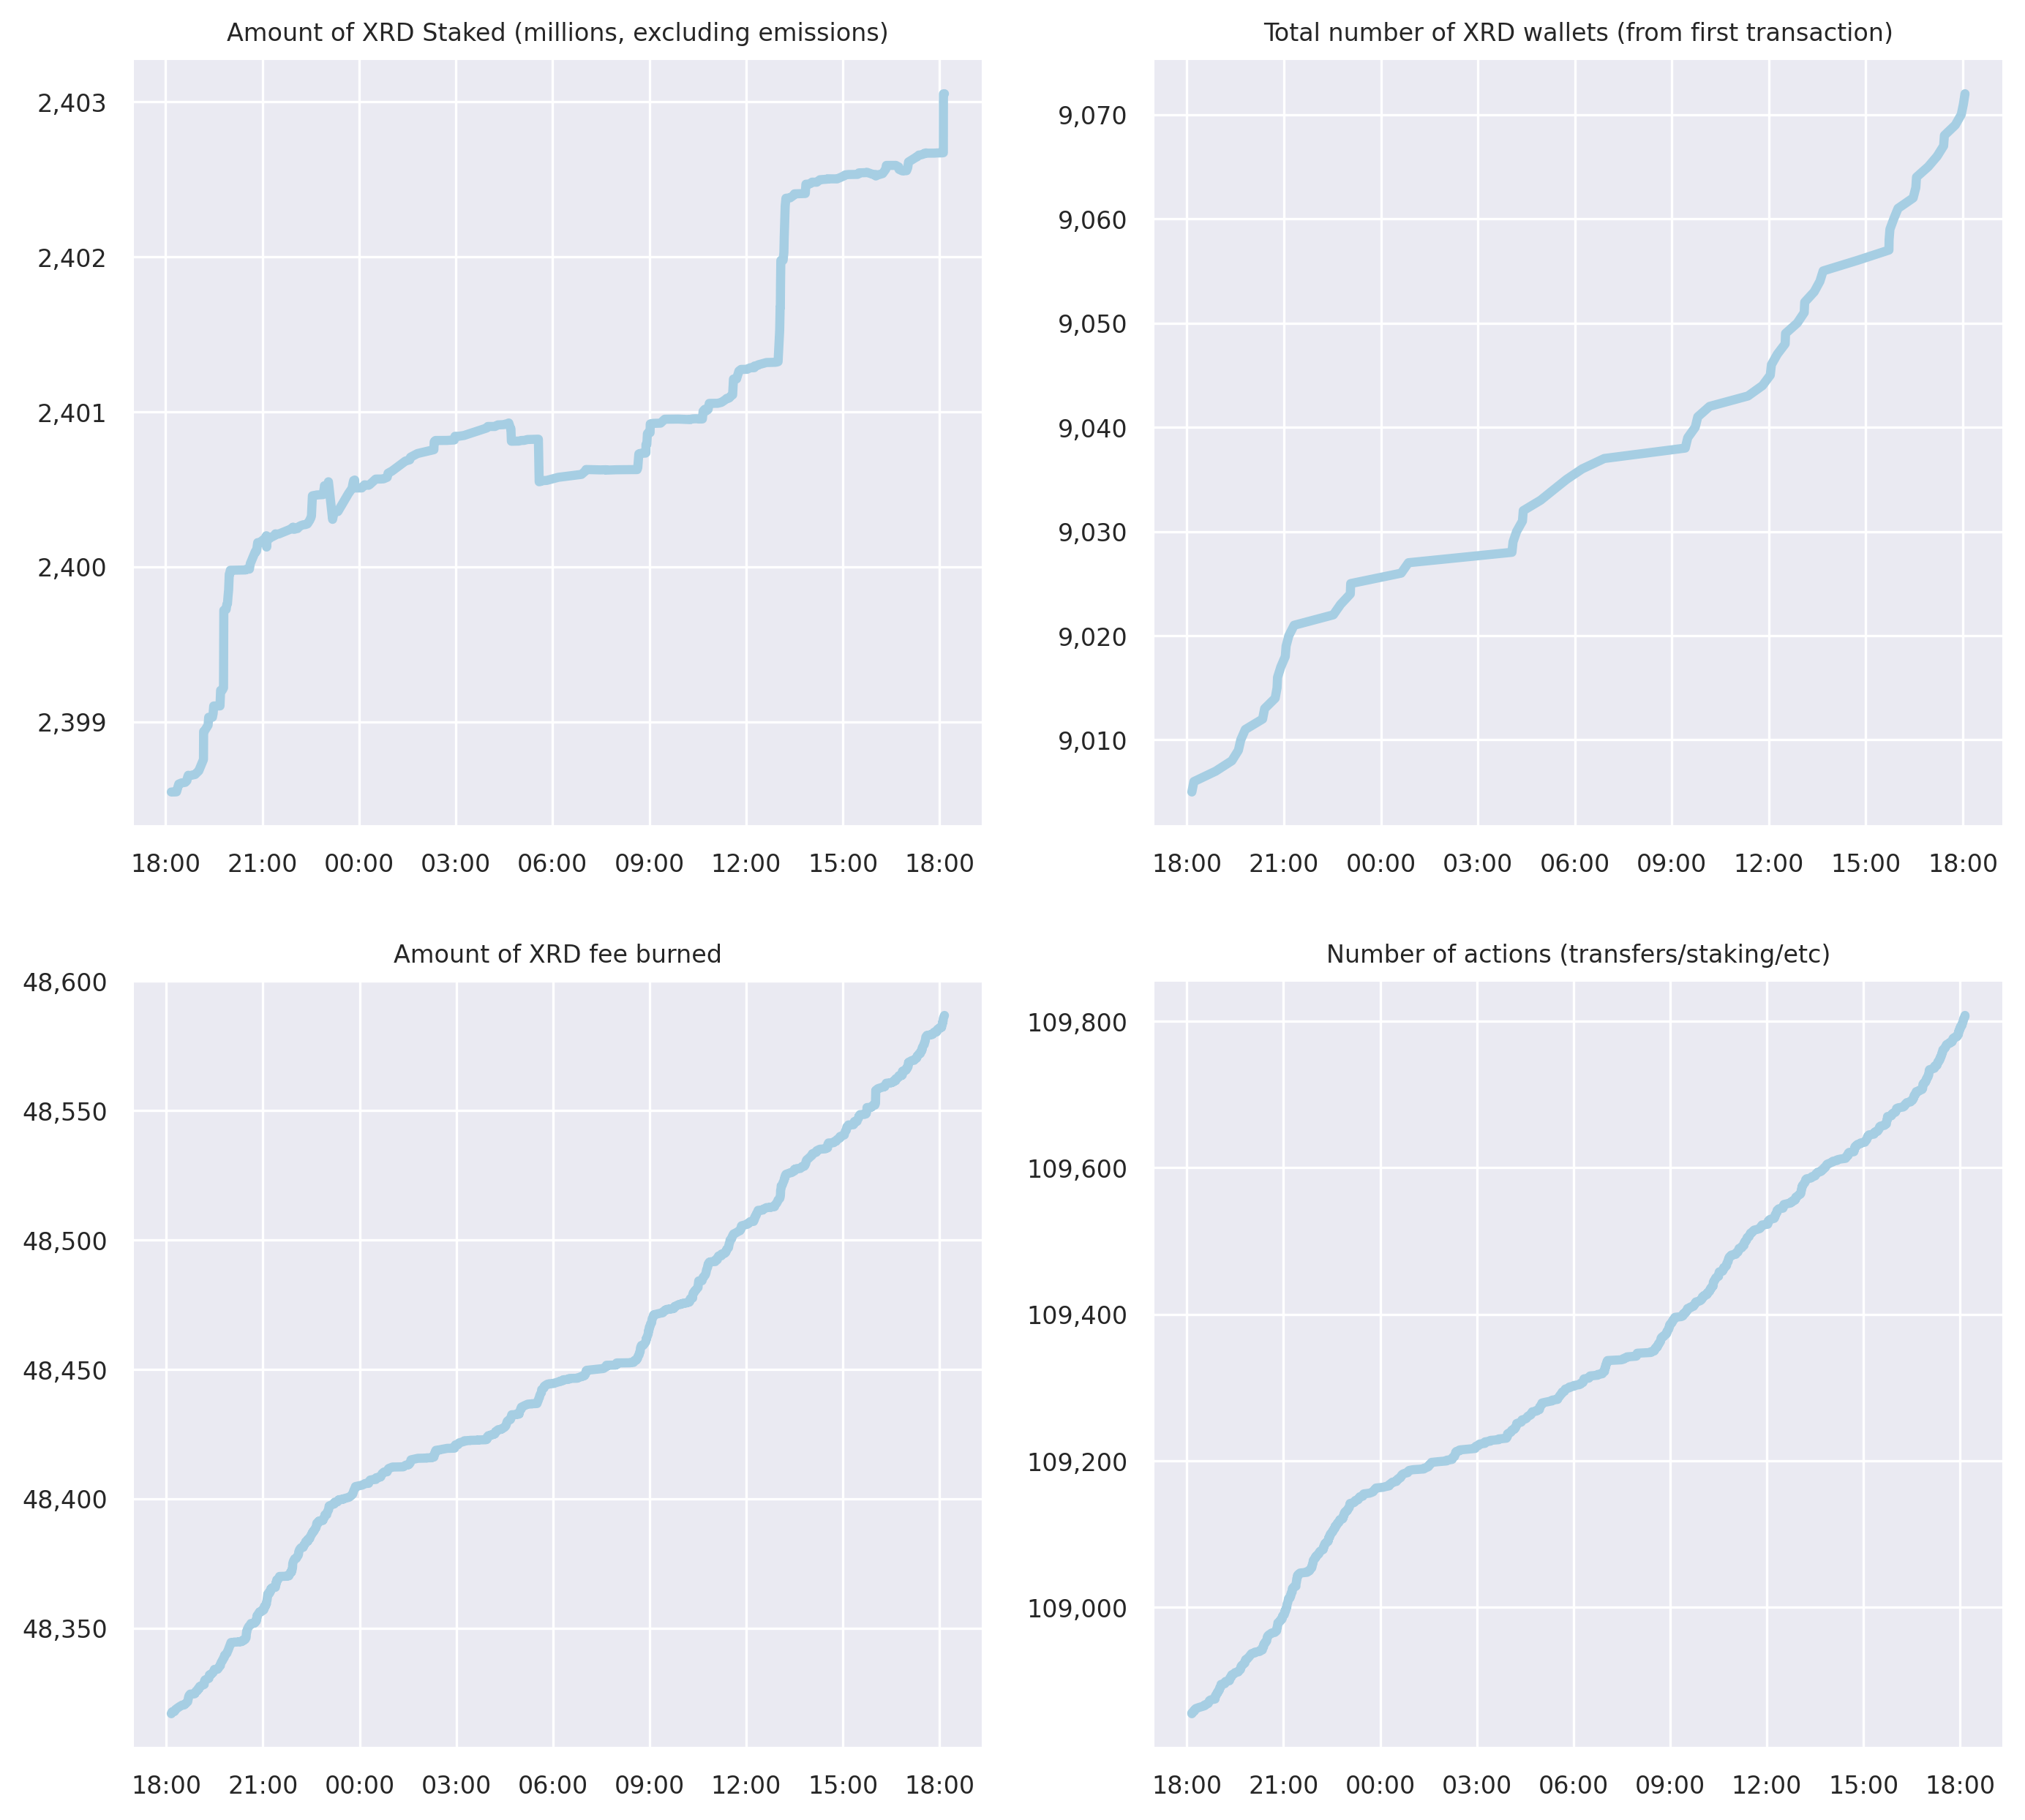 Amount of XRD Staked (millions, excluding emissions)
2,403
2,402
2,401
2,400
2,399
18:00 21:00 00:00 03:00 06:00 09:00 12:00 15:00 18:00
Total number of XRD wallets (from first transaction)
9,070
9,060
9,050
9,040
9,030
9,020
9,010
18:00 21:00 00:00 03:00 06:00 09:00 12:00 15:00 18:00
Amount of XRD fee burned
48,600
48,550
48,500
48,450
48,400
48,350
18:00 21:00 00:00 03:00 06:00 09:00 12:00 15:00 18:00
Number of actions (transfers/staking/etc)
109,800
109,600
109,400
109,200
109,000
18:00 21:00 00:00 03:00 06:00 09:00 12:00 15:00 18:00